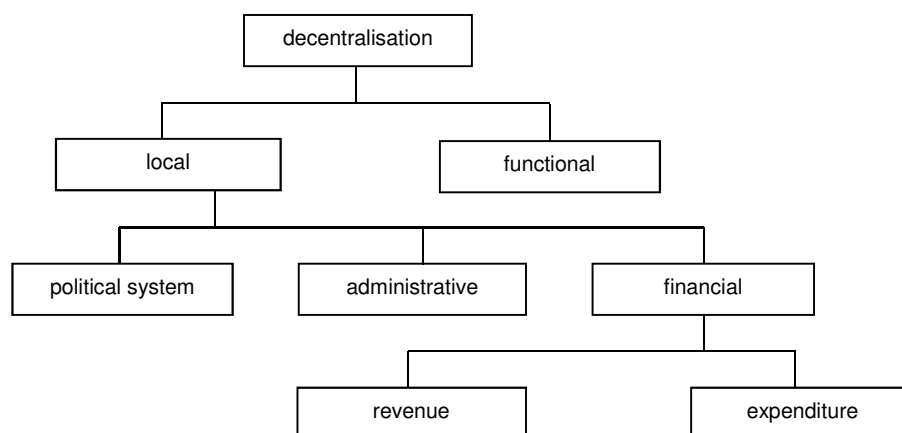 decentralisation
local
functional
political system
administrative
financial
revenue
expenditure